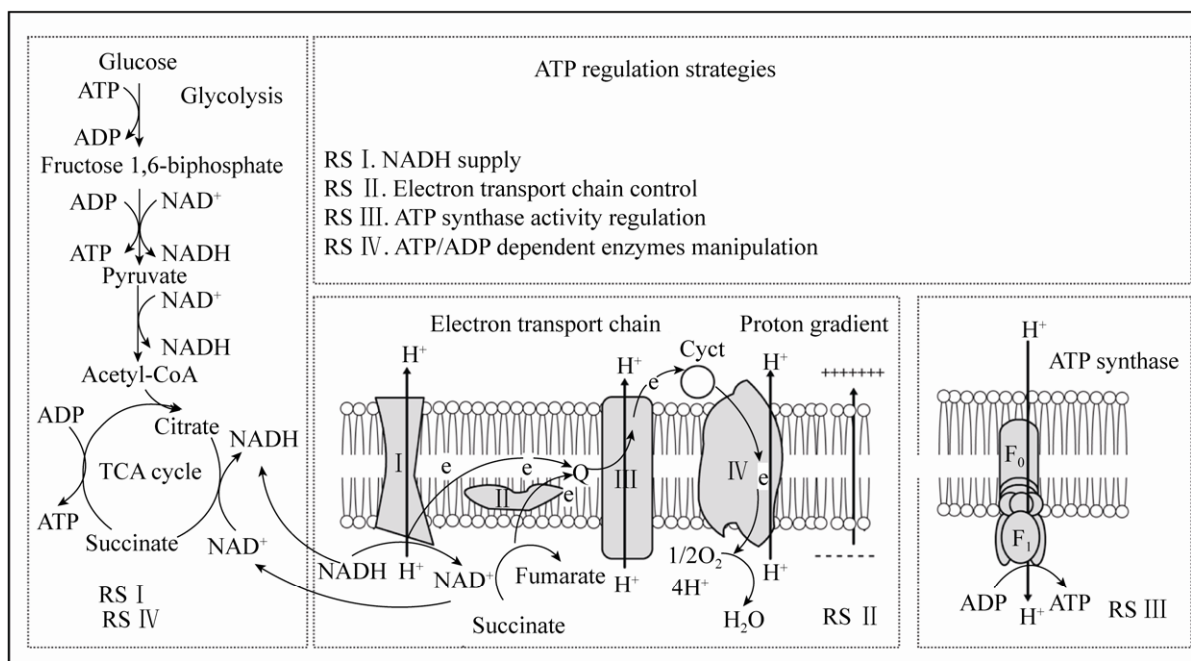 Glucose
ATP
Glycolysis
ADP
Fructose 1,6-biphosphate
ADP
NAD⁺
ATP
NADH
Pyruvate
NAD⁺
NADH
Acetyl-CoA
ADP
Citrate
NADH
TCA cycle
ATP
Succinate
NAD⁺
RS Ⅰ
RS Ⅳ
ATP regulation strategies
RS Ⅰ. NADH supply
RS Ⅱ. Electron transport chain control
RS Ⅲ. ATP synthase activity regulation
RS Ⅳ. ATP/ADP dependent enzymes manipulation
Electron transport chain
Proton gradient
H⁺
H⁺
Cyct
H⁺
e
+++++++
Ⅰ
e
e
Q
Ⅲ
Ⅳ
e
Ⅱ
e
-------
NADH
H⁺
NAD⁺
Fumarate
H⁺
1/2O₂
4H⁺
H⁺
Succinate
H₂O
RS Ⅱ
H⁺
ATP synthase
F₀
F₁
ADP
H⁺
ATP
RS Ⅲ